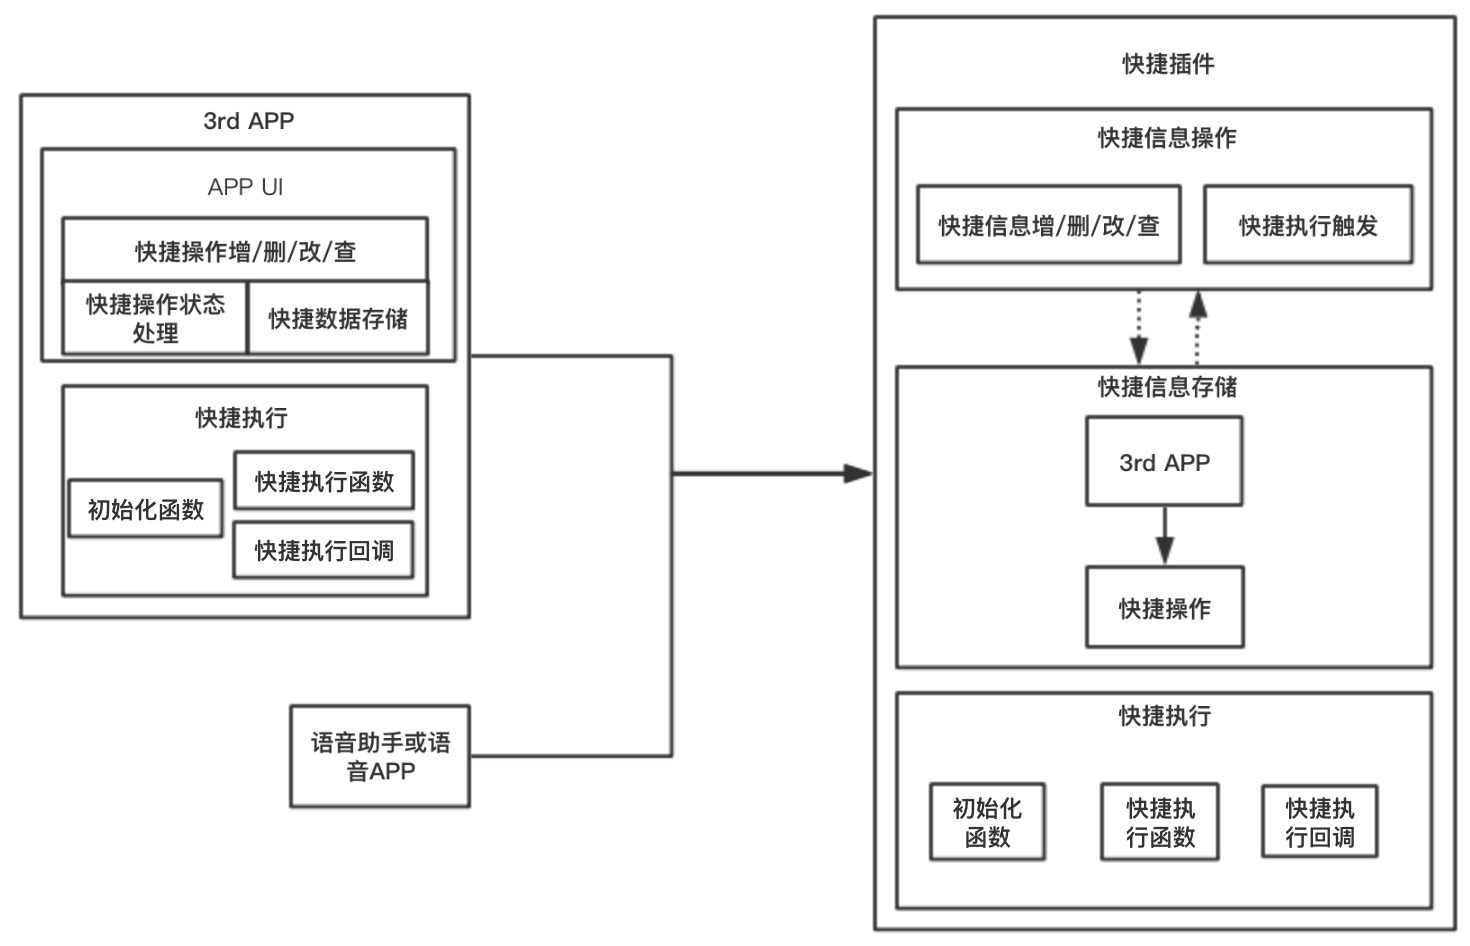 3rd APP
APP UI
快捷操作增/删/改/查
快捷操作状态
处理
快捷数据存储
快捷执行
初始化函数
快捷执行函数
快捷执行回调
语音助手或语
音APP
快捷插件
快捷信息操作
快捷信息增/删/改/查
快捷执行触发
快捷信息存储
3rd APP
快捷操作
快捷执行
初始化
函数
快捷执
行函数
快捷执
行回调